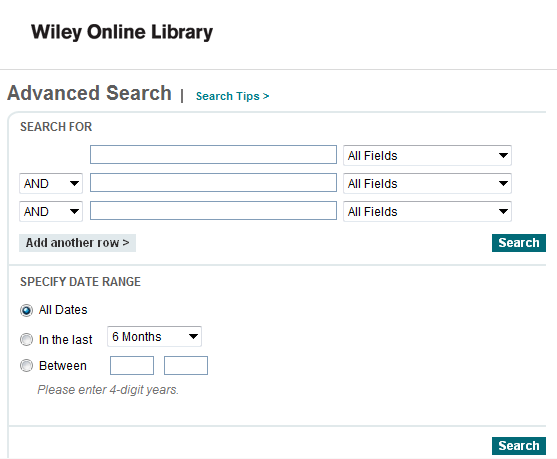 Wiley Online Library
Advanced Search | Search Tips >
SEARCH FOR
All Fields
AND All Fields
AND All Fields
Add another row > Search
SPECIFY DATE RANGE
All Dates
In the last 6 Months
Between
Please enter 4-digit years.
Search